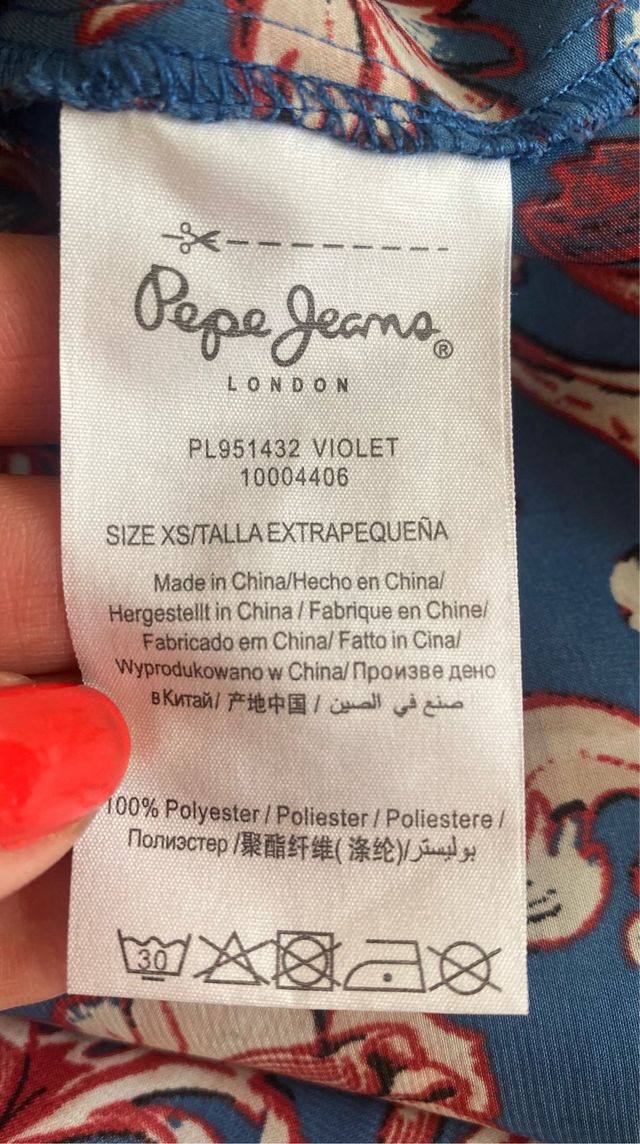 Pepe Jeans®
LONDON
PL951432 VIOLET
10004406
SIZE XS/TALLA EXTRAPEQUEÑA
Made in China/Hecho en China/
Hergestellt in China / Fabrique en Chine/
Fabricado em China/ Fatto in Cina/
Wyprodukowano w China/ Произве дено
в Китай/ 产地中国 / صنع في الصين
100% Polyester / Poliester / Poliestere /
Полиэстер /聚酯纤维( 涤纶)/بوليستر
30